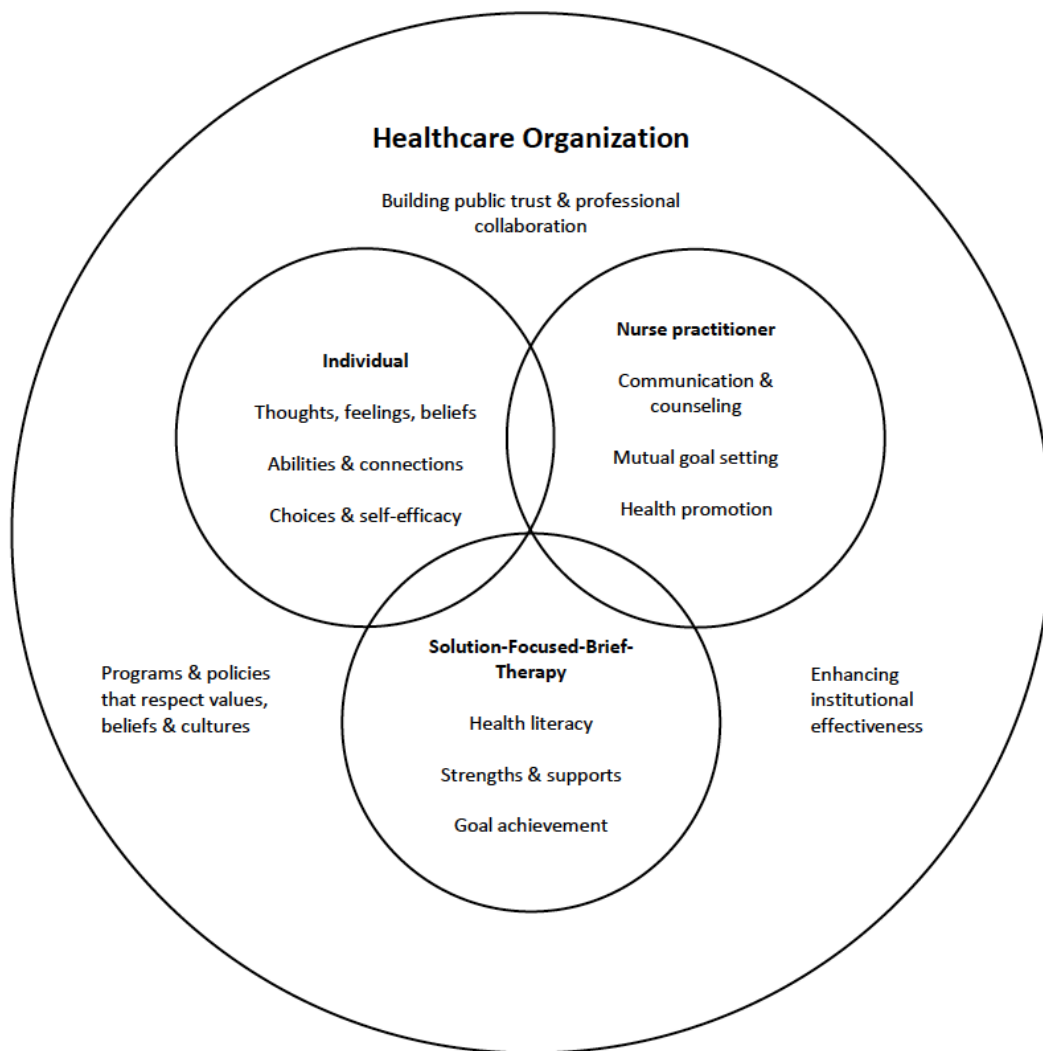 Healthcare Organization
Building public trust & professional
collaboration
Individual
Thoughts, feelings, beliefs
Abilities & connections
Choices & self-efficacy
Nurse practitioner
Communication &
counseling
Mutual goal setting
Health promotion
Solution-Focused-Brief-
Therapy
Health literacy
Strengths & supports
Goal achievement
Programs & policies
that respect values,
beliefs & cultures
Enhancing
institutional
effectiveness